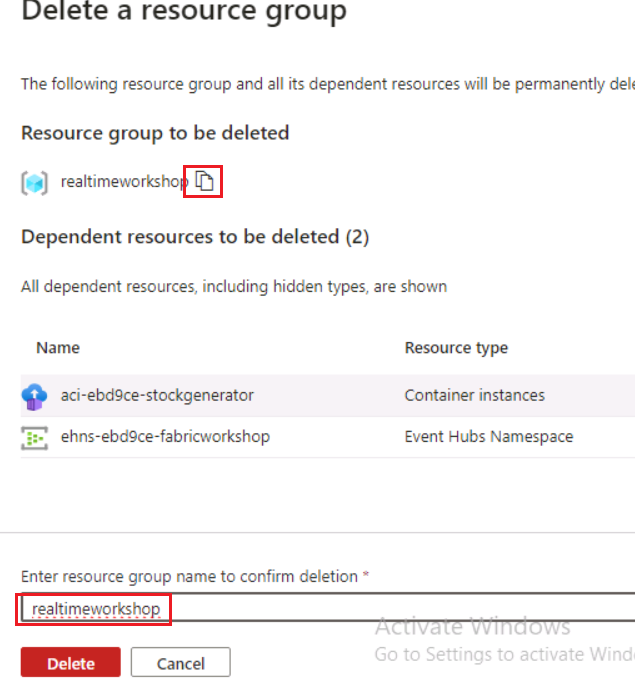 Delete a resource group
The following resource group and all its dependent resources will be permanently dele
Resource group to be deleted
realtimeworkshop
Dependent resources to be deleted (2)
All dependent resources, including hidden types, are shown
Name Resource type
aci-ebd9ce-stockgenerator Container instances
ehns-ebd9ce-fabricworkshop Event Hubs Namespace
Enter resource group name to confirm deletion *
realtimeworkshop
Activate Windows
Go to Settings to activate Wind
Delete Cancel